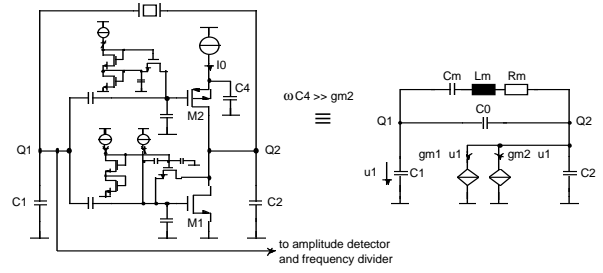 I0
C4
M2
ωC4 >> gm2
≡
Q1
Q2
C1
C2
M1
to amplitude detector
and frequency divider
Cm
Lm
Rm
C0
Q1
Q2
gm1 u1
gm2 u1
u1
C1
C2